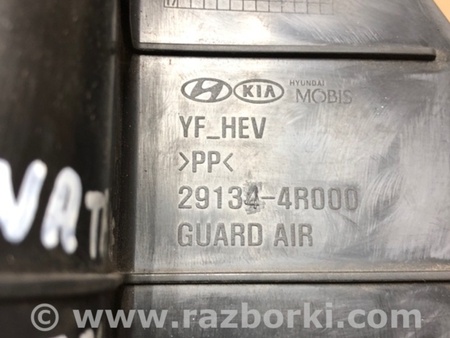 KIA HYUNDAI
MOBIS
YF_HEV
>PP<
29134-4R000
GUARD AIR
© www.razborki.com